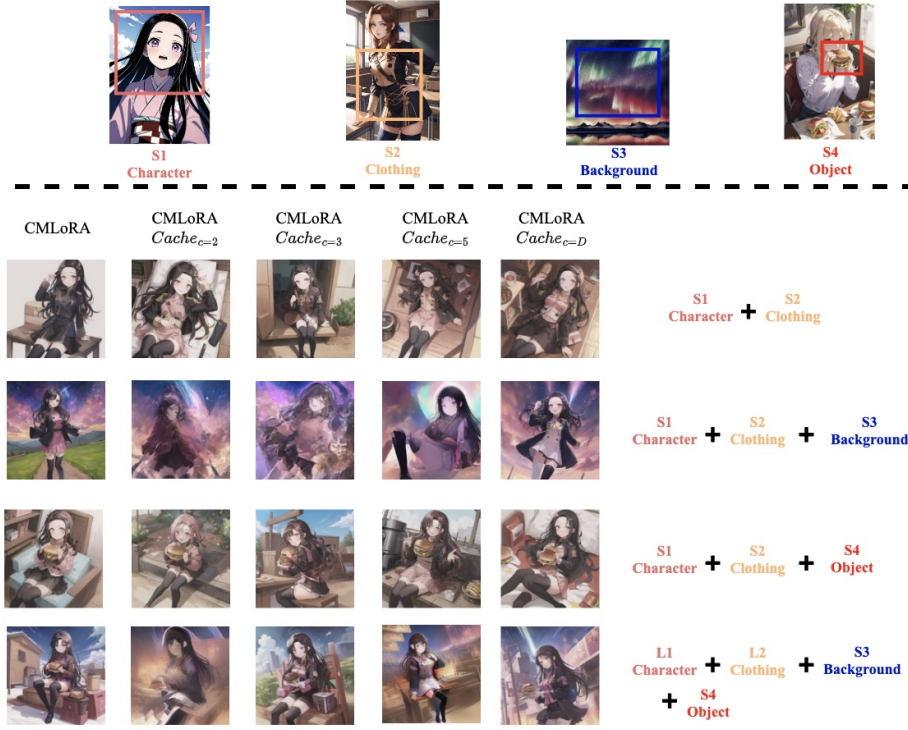 S1
Character
S2
Clothing
S3
Background
S4
Object
CMLoRA
CMLoRA
Cache_{c=2}
CMLoRA
Cache_{c=3}
CMLoRA
Cache_{c=5}
CMLoRA
Cache_{c=D}
S1
Character
+
S2
Clothing
S1
Character
+
S2
Clothing
+
S3
Background
S1
Character
+
S2
Clothing
+
S4
Object
L1
Character
+
L2
Clothing
+
S3
Background
+
S4
Object